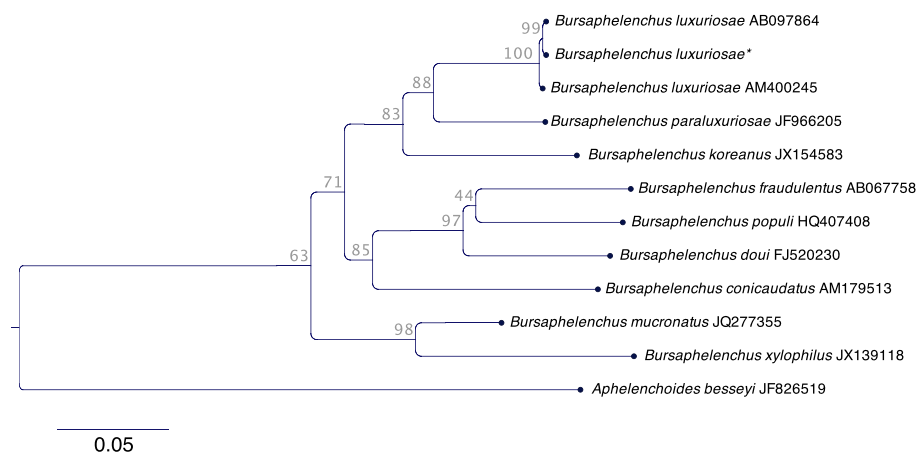 Bursaphelenchus luxuriosae AB097864
99
Bursaphelenchus luxuriosae*
100
Bursaphelenchus luxuriosae AM400245
88
83
Bursaphelenchus paraluxuriosae JF966205
Bursaphelenchus koreanus JX154583
71
Bursaphelenchus fraudulentus AB067758
44
Bursaphelenchus populi HQ407408
97
63
85
Bursaphelenchus doui FJ520230
Bursaphelenchus conicaudatus AM179513
Bursaphelenchus mucronatus JQ277355
98
Bursaphelenchus xylophilus JX139118
Aphelenchoides besseyi JF826519
0.05